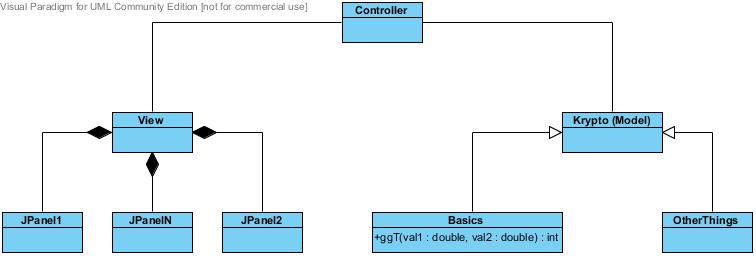 Visual Paradigm for UML Community Edition [not for commercial use]
Controller
View
Krypto (Model)
JPanel1
JPanelN
JPanel2
Basics
+ggT(val1 : double, val2 : double) : int
OtherThings